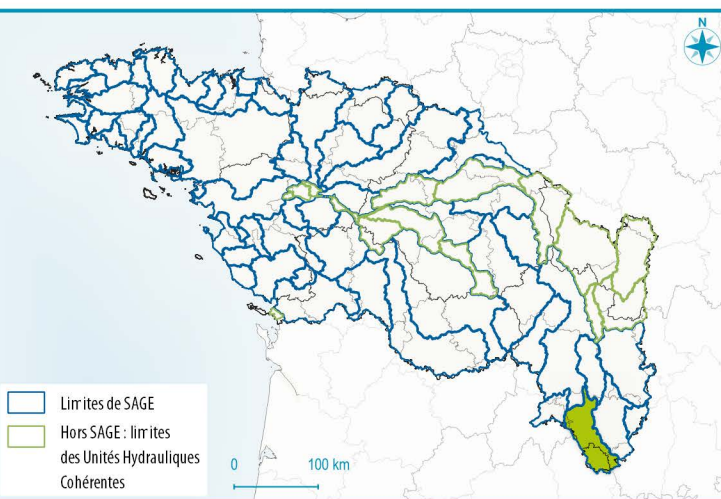 N
Limites de SAGE
Hors SAGE : limites
des Unités Hydrauliques
Cohérentes
0 100 km